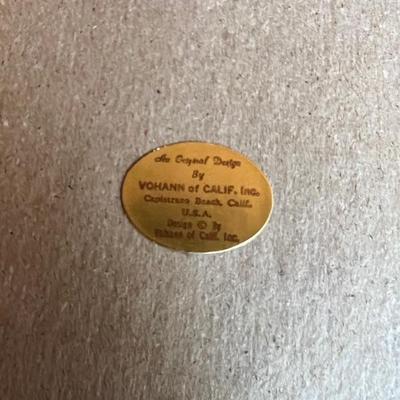 An Original Design
By
VOHANN of CALIF. Inc.
Capistrano Beach, Calif.
U.S.A.
Design © By
Vohann of Calif. Inc.